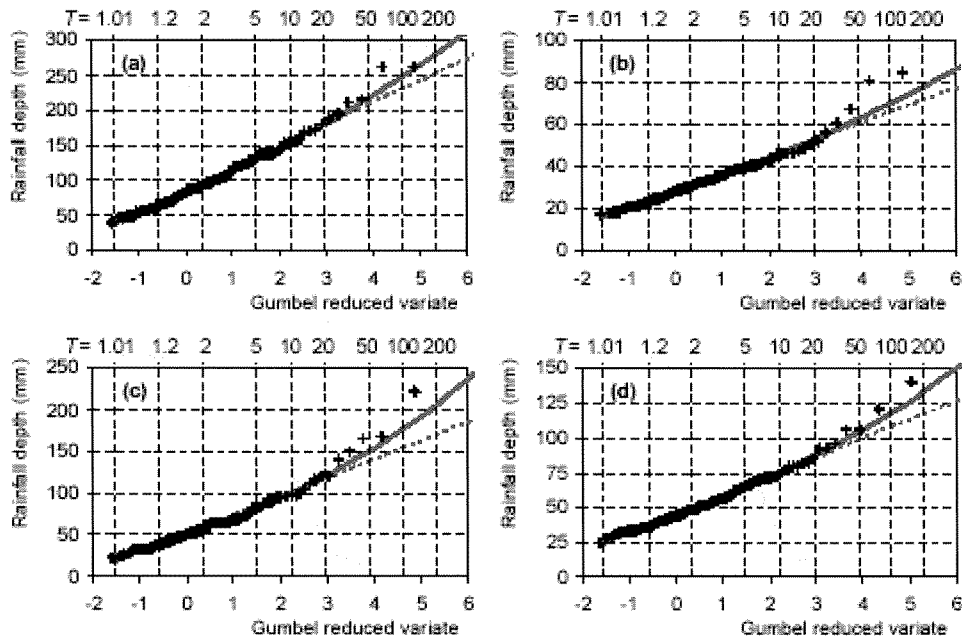 T= 1.01 1.2 2 5 10 20 50 100 200
300
250
200
150
100
50
0
Rainfall depth (mm)
(a)
-2 -1 0 1 2 3 4 5 6
Gumbel reduced variate
T= 1.01 1.2 2 5 10 20 50 100 200
100
80
60
40
20
0
Rainfall depth (mm)
(b)
-2 -1 0 1 2 3 4 5 6
Gumbel reduced variate
T= 1.01 1.2 2 5 10 20 50 100 200
250
200
150
100
50
0
Rainfall depth (mm)
(c)
-2 -1 0 1 2 3 4 5 6
Gumbel reduced variate
T= 1.01 1.2 2 5 10 20 50 100 200
150
125
100
75
50
25
0
Rainfall depth (mm)
(d)
-2 -1 0 1 2 3 4 5 6
Gumbel reduced variate